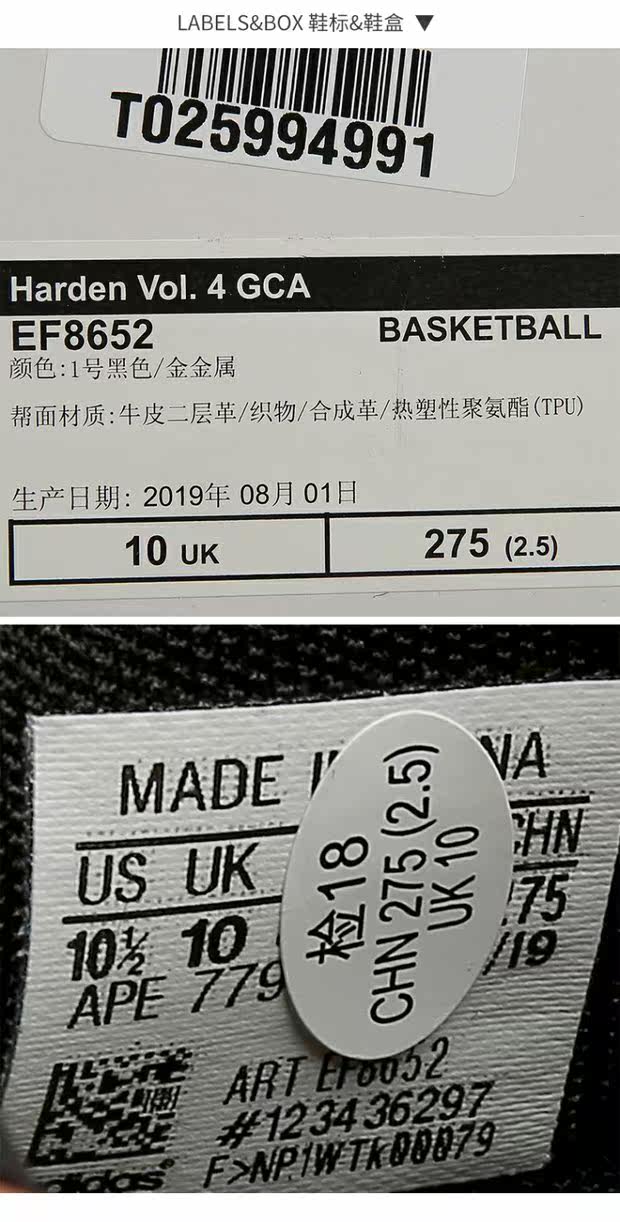 LABELS&BOX 鞋标&鞋盒 ▼
T025994991
Harden Vol. 4 GCA
EF8652 BASKETBALL
颜色:1号黑色/金金属
帮面材质:牛皮二层革/织物/合成革/热塑性聚氨酯(TPU)
生产日期: 2019年 08月 01日
10 UK 275 (2.5)
MADE NA
US UK CHN
10½ 10 275
APE 779 /19
检18
CHN 275 (2.5)
UK 10
ART EF8652
#123436297
adidas